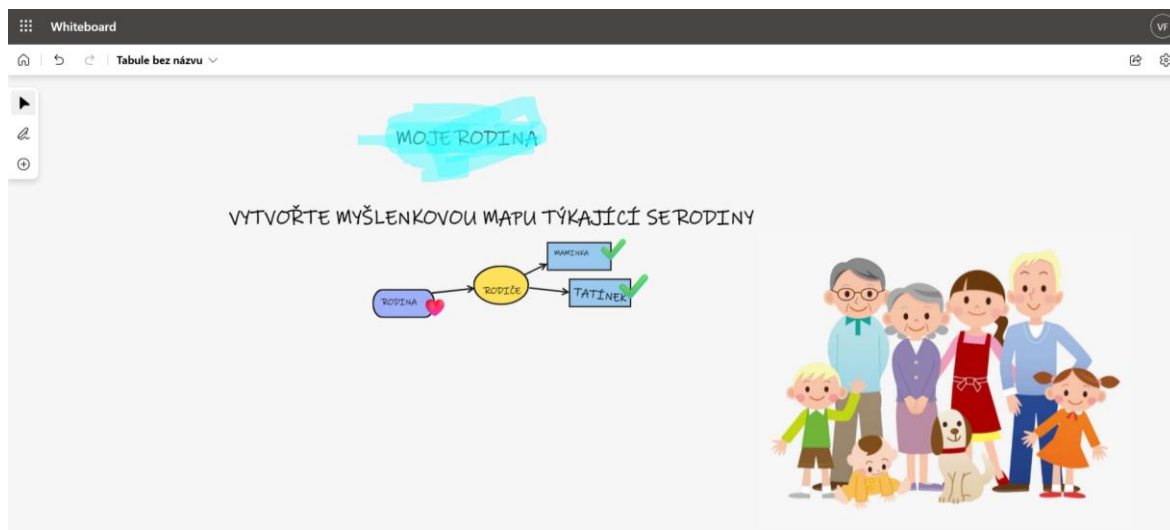 Whiteboard
VF
Tabule bez názvu
MOJE RODINA
VYTVOŘTE MYŠLENKOVOU MAPU TÝKAJÍCÍ SE RODINY
MAMINKA
RODIČE
TATÍNEK
RODINA